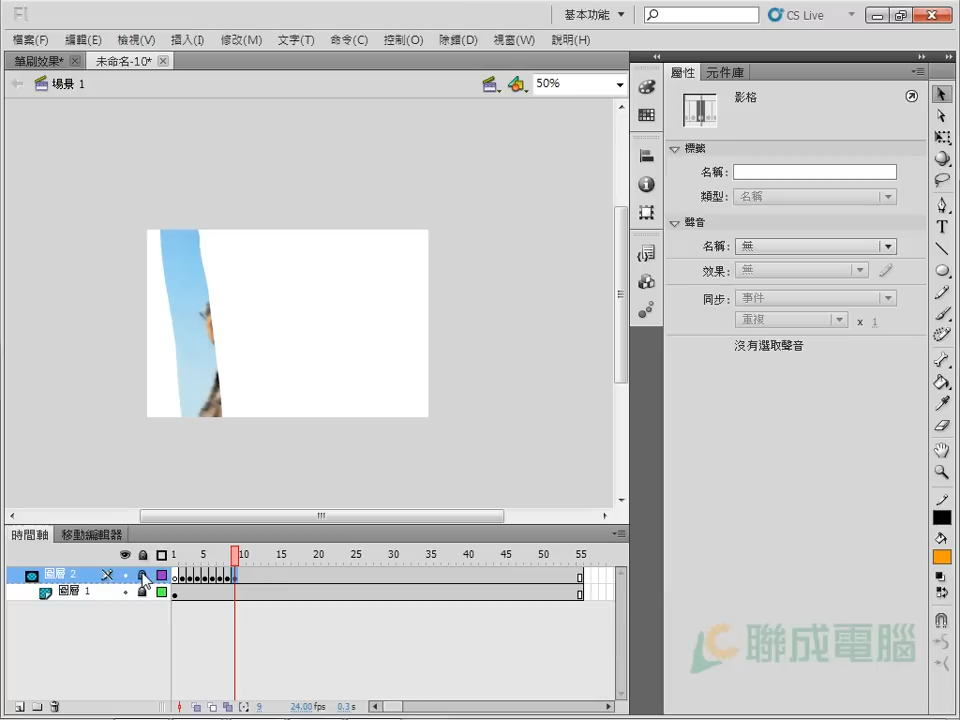 Fl 基本功能 CS Live
檔案(F) 編輯(E) 檢視(V) 插入(I) 修改(M) 文字(T) 命令(C) 控制(O) 除錯(D) 視窗(W) 說明(H)
筆刷效果* 未命名-10*
場景 1 50%
屬性 元件庫
影格
標籤
名稱:
類型: 名稱
聲音
名稱: 無
效果: 無
同步: 事件
重複 x 1
沒有選取聲音
時間軸 移動編輯器
1 5 10 15 20 25 30 35 40 45 50 55
圖層 2
圖層 1
9 24.00fps 0.3s
聯成電腦